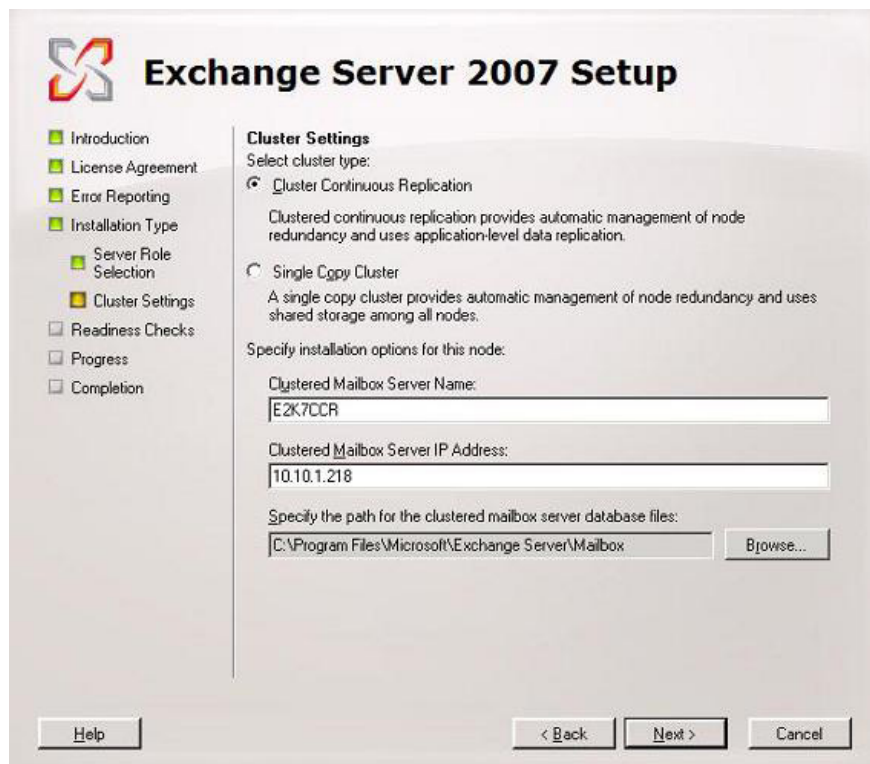 Exchange Server 2007 Setup
Introduction
License Agreement
Error Reporting
Installation Type
Server Role
Selection
Cluster Settings
Readiness Checks
Progress
Completion
Cluster Settings
Select cluster type:
Cluster Continuous Replication
Clustered continuous replication provides automatic management of node
redundancy and uses application-level data replication.
Single Copy Cluster
A single copy cluster provides automatic management of node redundancy and uses
shared storage among all nodes.
Specify installation options for this node:
Clustered Mailbox Server Name:
E2K7CCR
Clustered Mailbox Server IP Address:
10.10.1.218
Specify the path for the clustered mailbox server database files:
C:\Program Files\Microsoft\Exchange Server\Mailbox
Browse...
Help
< Back
Next >
Cancel